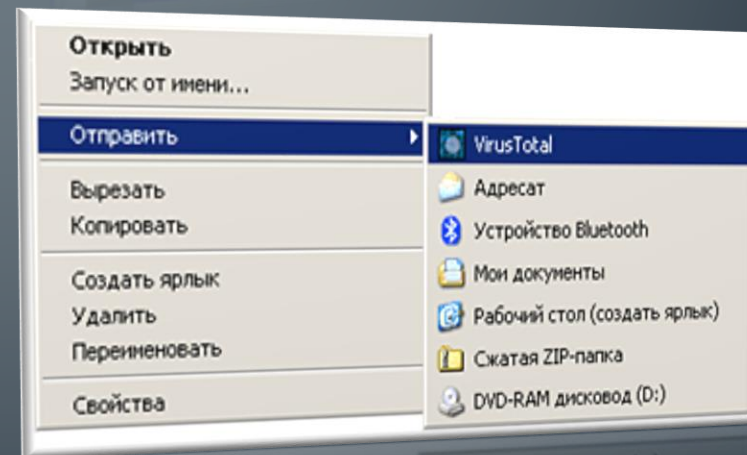 Открыть
Запуск от имени...
Отправить
Вырезать
Копировать
Создать ярлык
Удалить
Переименовать
Свойства
VirusTotal
Адресат
Устройство Bluetooth
Мои документы
Рабочий стол (создать ярлык)
Сжатая ZIP-папка
DVD-RAM дисковод (D:)